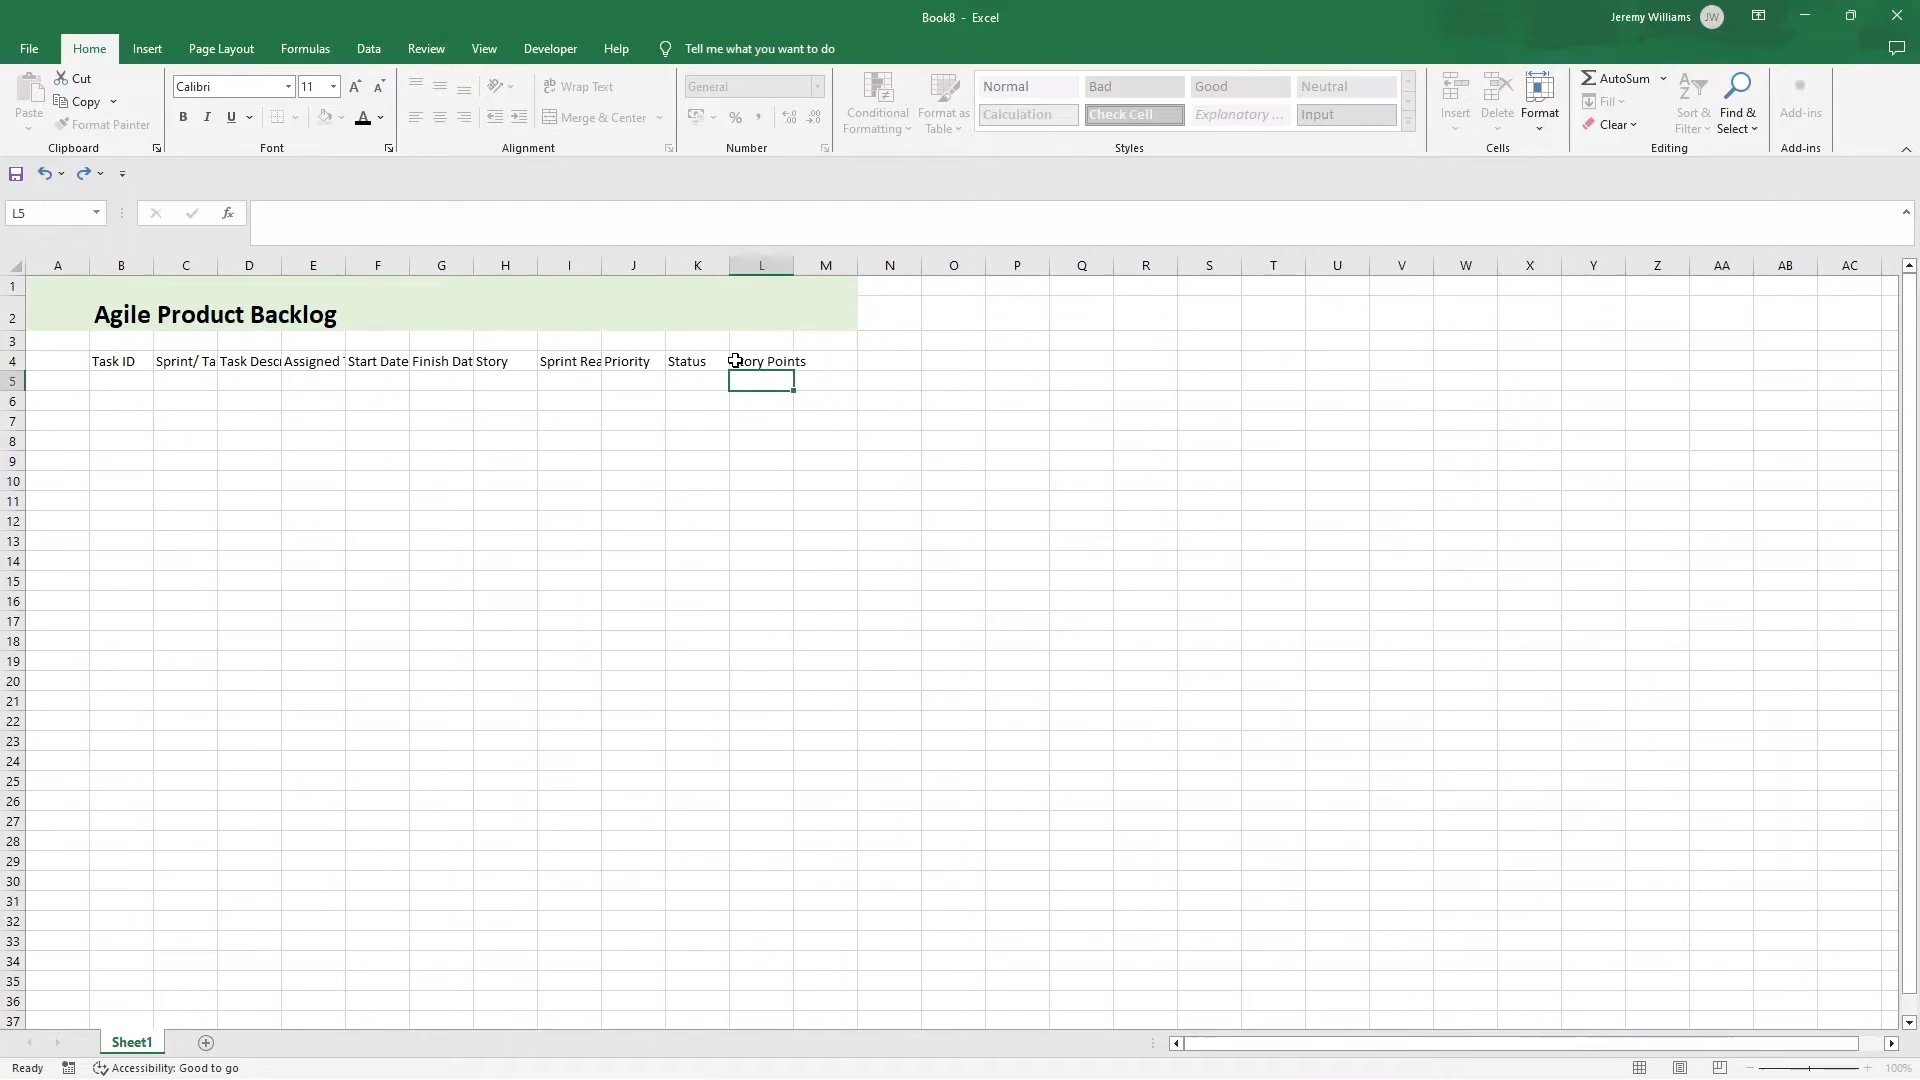 Book8 - Excel
Jeremy Williams JW
File Home Insert Page Layout Formulas Data Review View Developer Help Tell me what you want to do
Paste
Cut
Copy
Format Painter
Clipboard
Calibri 11
B I U
Font
Wrap Text
Merge & Center
Alignment
General
Number
Conditional Formatting
Format as Table
Normal Bad Good Neutral
Calculation Check Cell Explanatory ... Input
Styles
Insert Delete Format
Cells
AutoSum
Fill
Clear
Sort & Filter
Find & Select
Editing
Add-ins
Add-ins
L5
fx
A B C D E F G H I J K L M N O P Q R S T U V W X Y Z AA AB AC
1
2 Agile Product Backlog
3
4 Task ID Sprint/ Ta Task Desc Assigned Start Date Finish Dat Story Sprint Rea Priority Status Points
5
6
7
8
9
10
11
12
13
14
15
16
17
18
19
20
21
22
23
24
25
26
27
28
29
30
31
32
33
34
35
36
37
Sheet1
Ready Accessibility: Good to go 100%